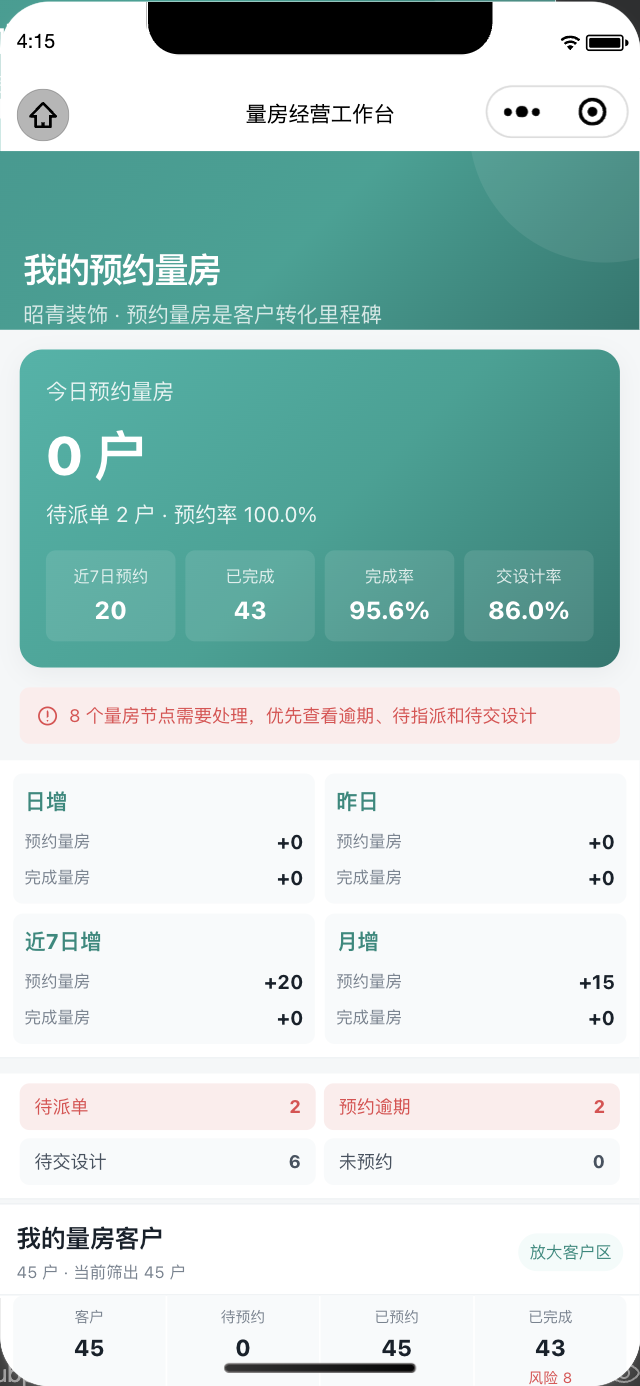 4:15
量房经营工作台
我的预约量房
昭青装饰 · 预约量房是客户转化里程碑
今日预约量房
0 户
待派单 2 户 · 预约率 100.0%
近7日预约 已完成 完成率 交设计率
20 43 95.6% 86.0%
8 个量房节点需要处理，优先查看逾期、待指派和待交设计
日增 昨日
预约量房 +0 预约量房 +0
完成量房 +0 完成量房 +0
近7日增 月增
预约量房 +20 预约量房 +15
完成量房 +0 完成量房 +0
待派单 2 预约逾期 2
待交设计 6 未预约 0
我的量房客户
放大客户区
45 户 · 当前筛出 45 户
客户 待预约 已预约 已完成
45 0 45 43
风险 8